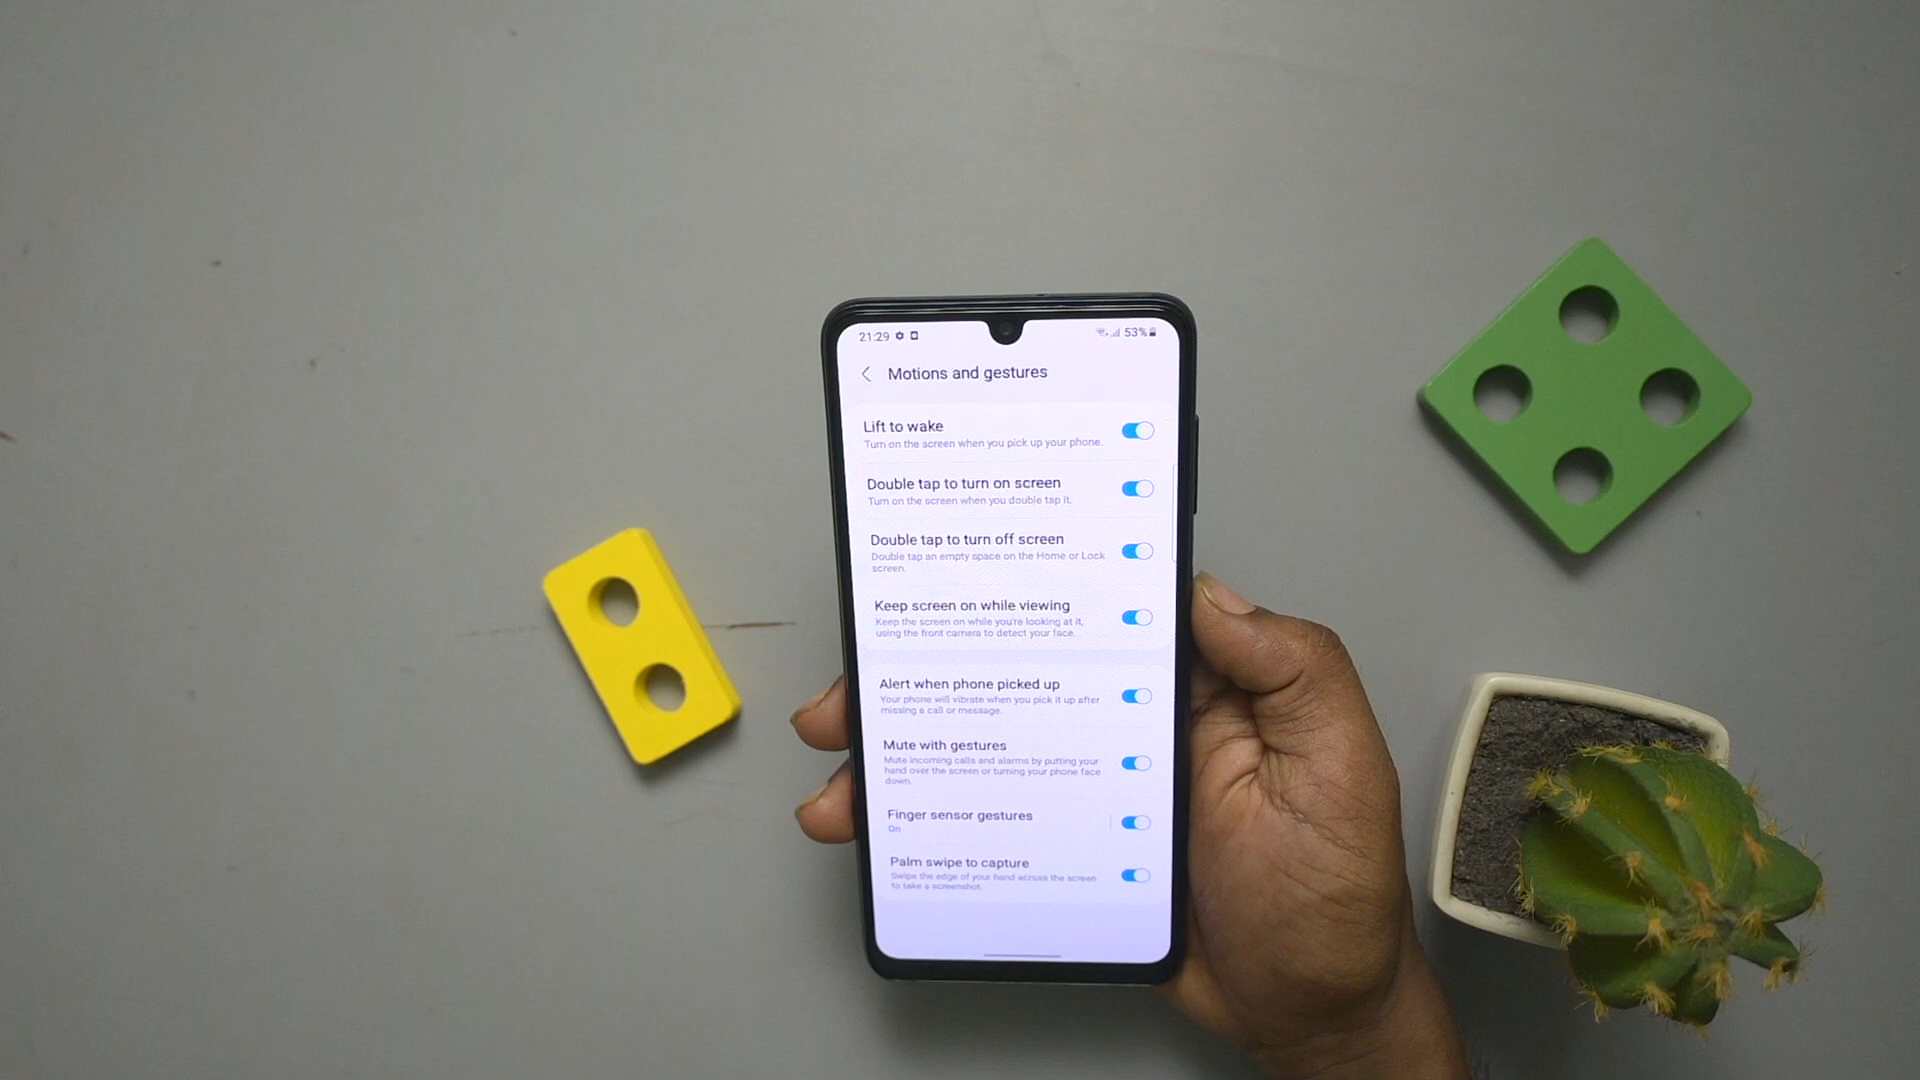 21:29
53%
Motions and gestures
Lift to wake
Turn on the screen when you pick up your phone.
Double tap to turn on screen
Turn on the screen when you double tap it.
Double tap to turn off screen
Double tap an empty space on the Home or Lock
screen.
Keep screen on while viewing
Keep the screen on while you're looking at it,
using the front camera to detect your face.
Alert when phone picked up
Your phone will vibrate when you pick it up after
missing a call or message.
Mute with gestures
Mute incoming calls and alarms by putting your
hand over the screen or turning your phone face
down.
Finger sensor gestures
On
Palm swipe to capture
Swipe the edge of your hand across the screen
to take a screenshot.